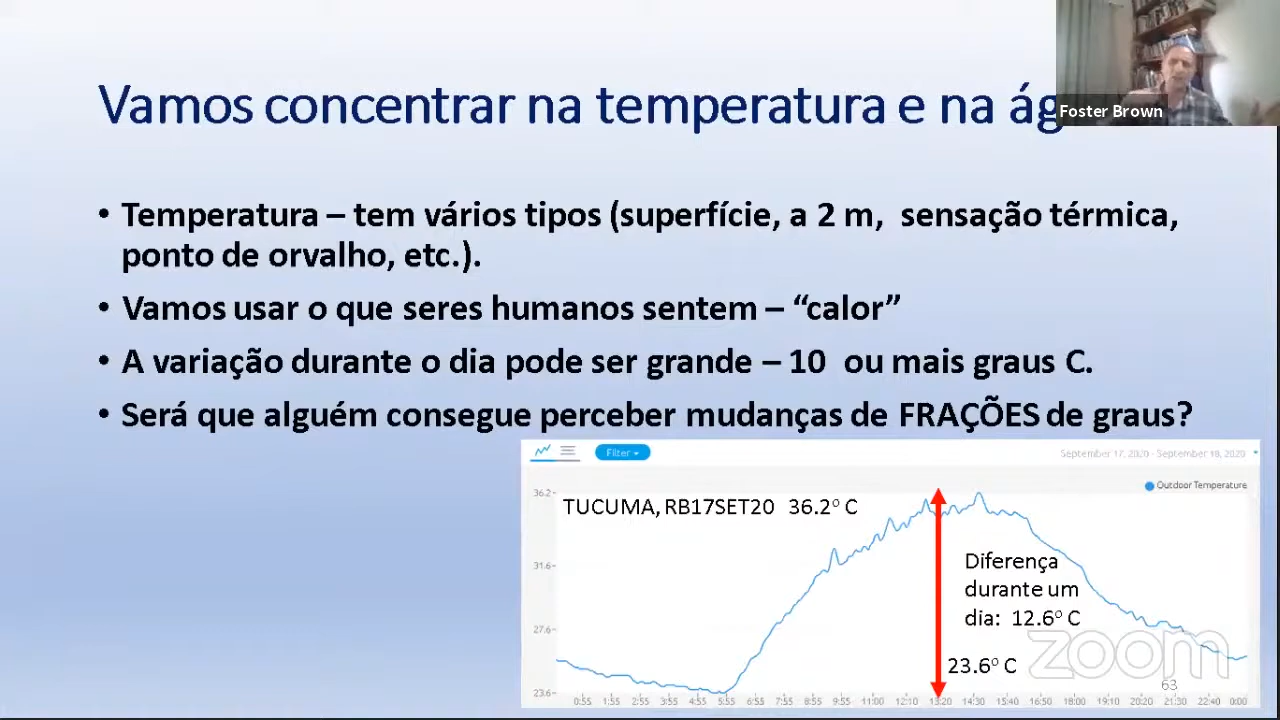 Vamos concentrar na temperatura e na ág
Foster Brown
• Temperatura – tem vários tipos (superfície, a 2 m, sensação térmica,
ponto de orvalho, etc.).
• Vamos usar o que seres humanos sentem – “calor”
• A variação durante o dia pode ser grande – 10 ou mais graus C.
• Será que alguém consegue perceber mudanças de FRAÇÕES de graus?
Filter
September 17, 2020 - September 18, 2020
Outdoor Temperature
36.2
TUCUMA, RB17SET20 36.2º C
31.6
Diferença
durante um
dia: 12.6º C
27.6
zoom
23.6º C
63
23.6
0:55 1:55 2:55 3:55 4:55 5:55 6:55 7:55 8:55 9:55 11:00 12:10 13:20 14:30 15:40 16:50 18:00 19:10 20:20 21:30 22:40 0:00